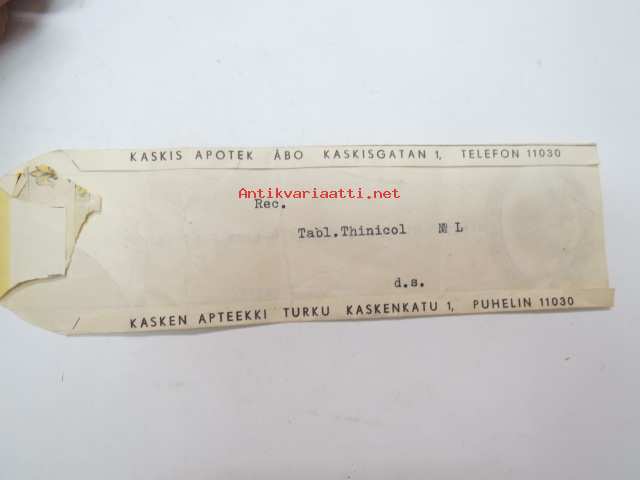 KASKIS APOTEK ÅBO KASKISGATAN 1, TELEFON 11030
Antikvariaatti.net
Rec.
Tabl.Thinicol № L
d.s.
KASKEN APTEEKKI TURKU KASKENKATU 1, PUHELIN 11030